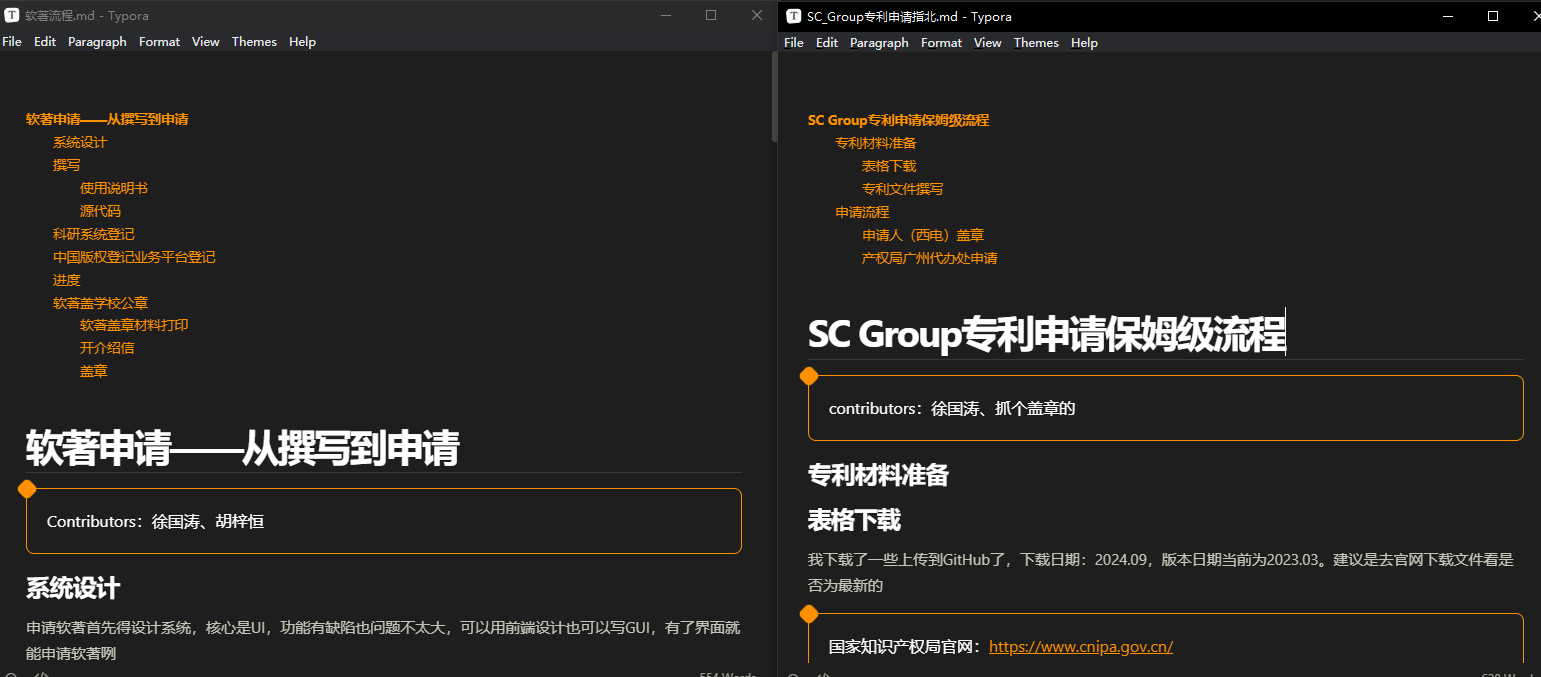 软著流程.md - Typora
File Edit Paragraph Format View Themes Help
软著申请——从撰写到申请
系统设计
撰写
使用说明书
源代码
科研系统登记
中国版权登记业务平台登记
进度
软著盖学校公章
软著盖章材料打印
开介绍信
盖章
软著申请——从撰写到申请
Contributors：徐国涛、胡梓恒
系统设计
申请软著首先得设计系统，核心是UI，功能有缺陷也问题不太大，可以用前端设计也可以写GUI，有了界面就
能申请软著咧
554 Words
SC_Group专利申请指北.md - Typora
File Edit Paragraph Format View Themes Help
SC Group专利申请保姆级流程
专利材料准备
表格下载
专利文件撰写
申请流程
申请人（西电）盖章
产权局广州代办处申请
SC Group专利申请保姆级流程
contributors：徐国涛、抓个盖章的
专利材料准备
表格下载
我下载了一些上传到GitHub了，下载日期：2024.09，版本日期当前为2023.03。建议是去官网下载文件看是
否为最新的
国家知识产权局官网：https://www.cnipa.gov.cn/